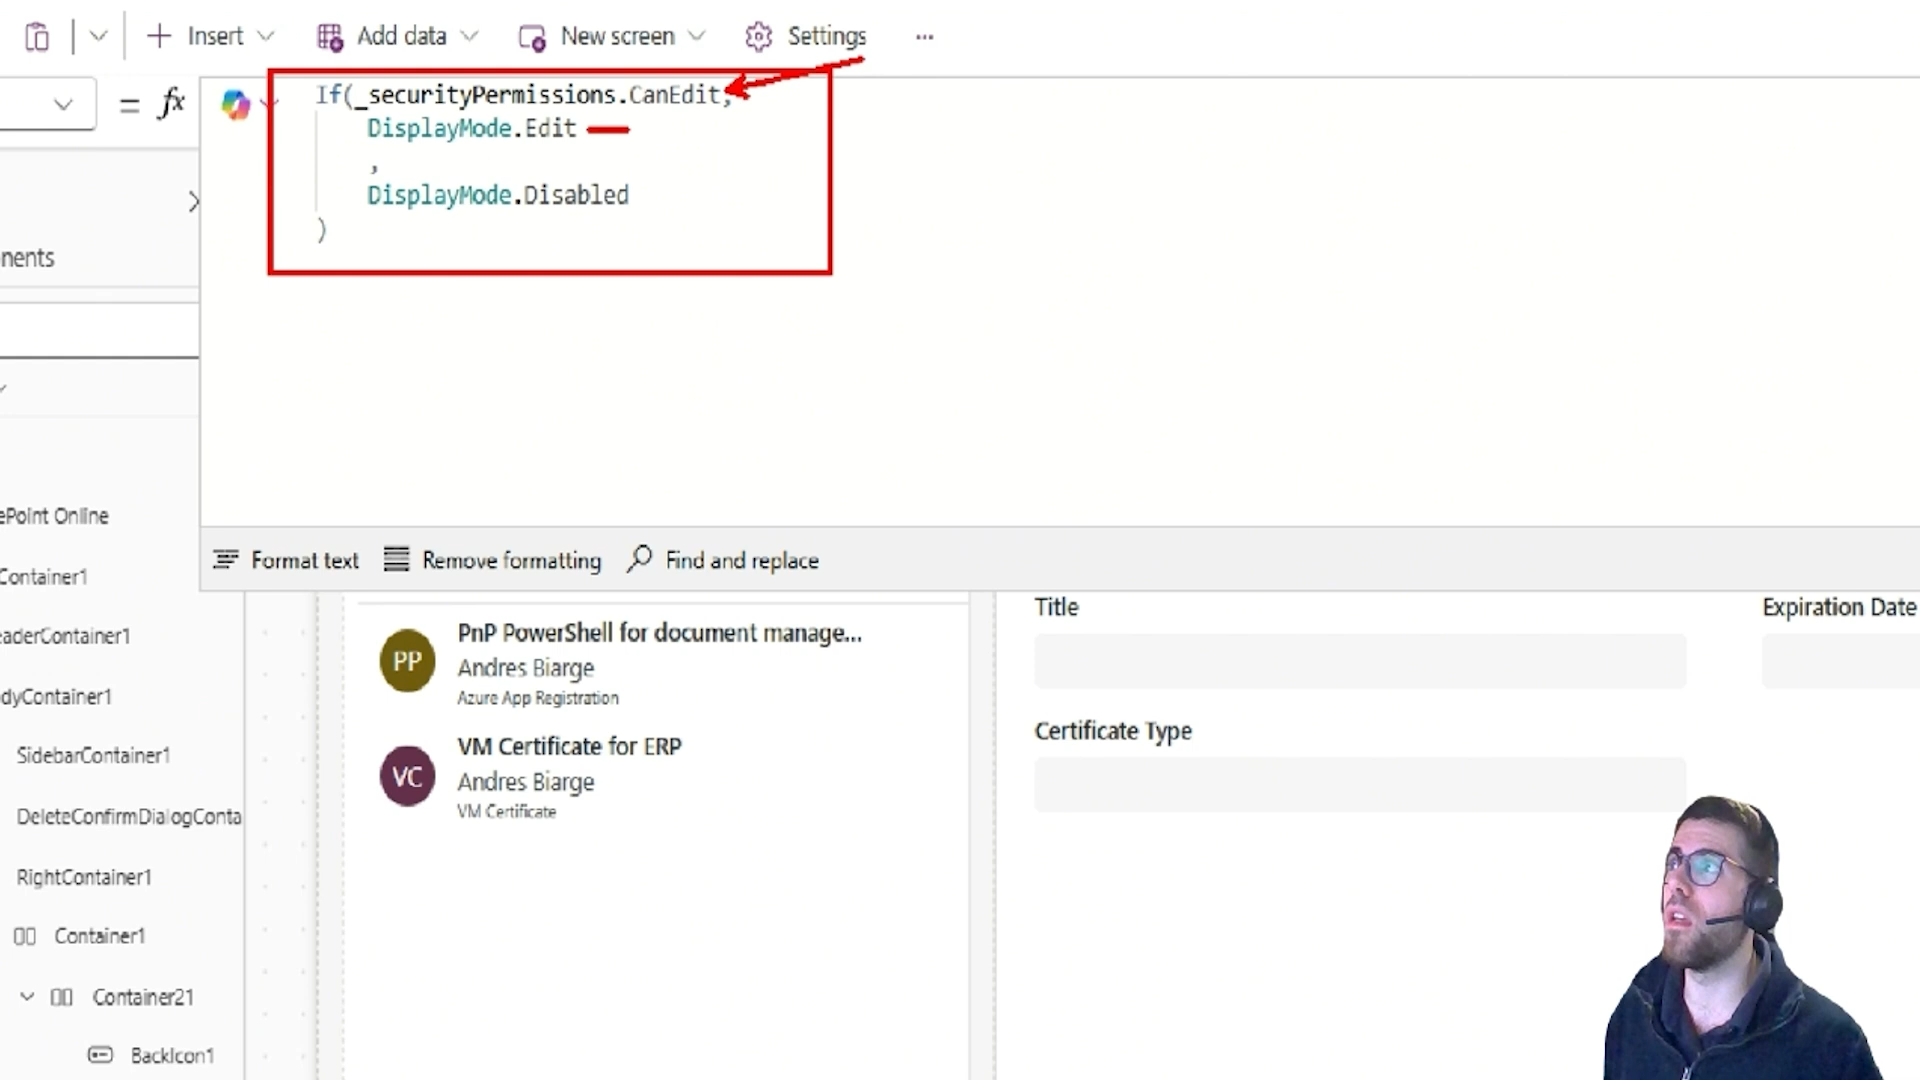 Insert
Add data
New screen
Settings
...
= fx
If(_securityPermissions.CanEdit,
DisplayMode.Edit
,
DisplayMode.Disabled
)
nents
ePoint Online
Container1
eaderContainer1
dyContainer1
SidebarContainer1
DeleteConfirmDialogConta
RightContainer1
Container1
Container21
BackIcon1
Format text
Remove formatting
Find and replace
PP
PnP PowerShell for document manage...
Andres Biarge
Azure App Registration
VC
VM Certificate for ERP
Andres Biarge
VM Certificate
Title
Expiration Date
Certificate Type